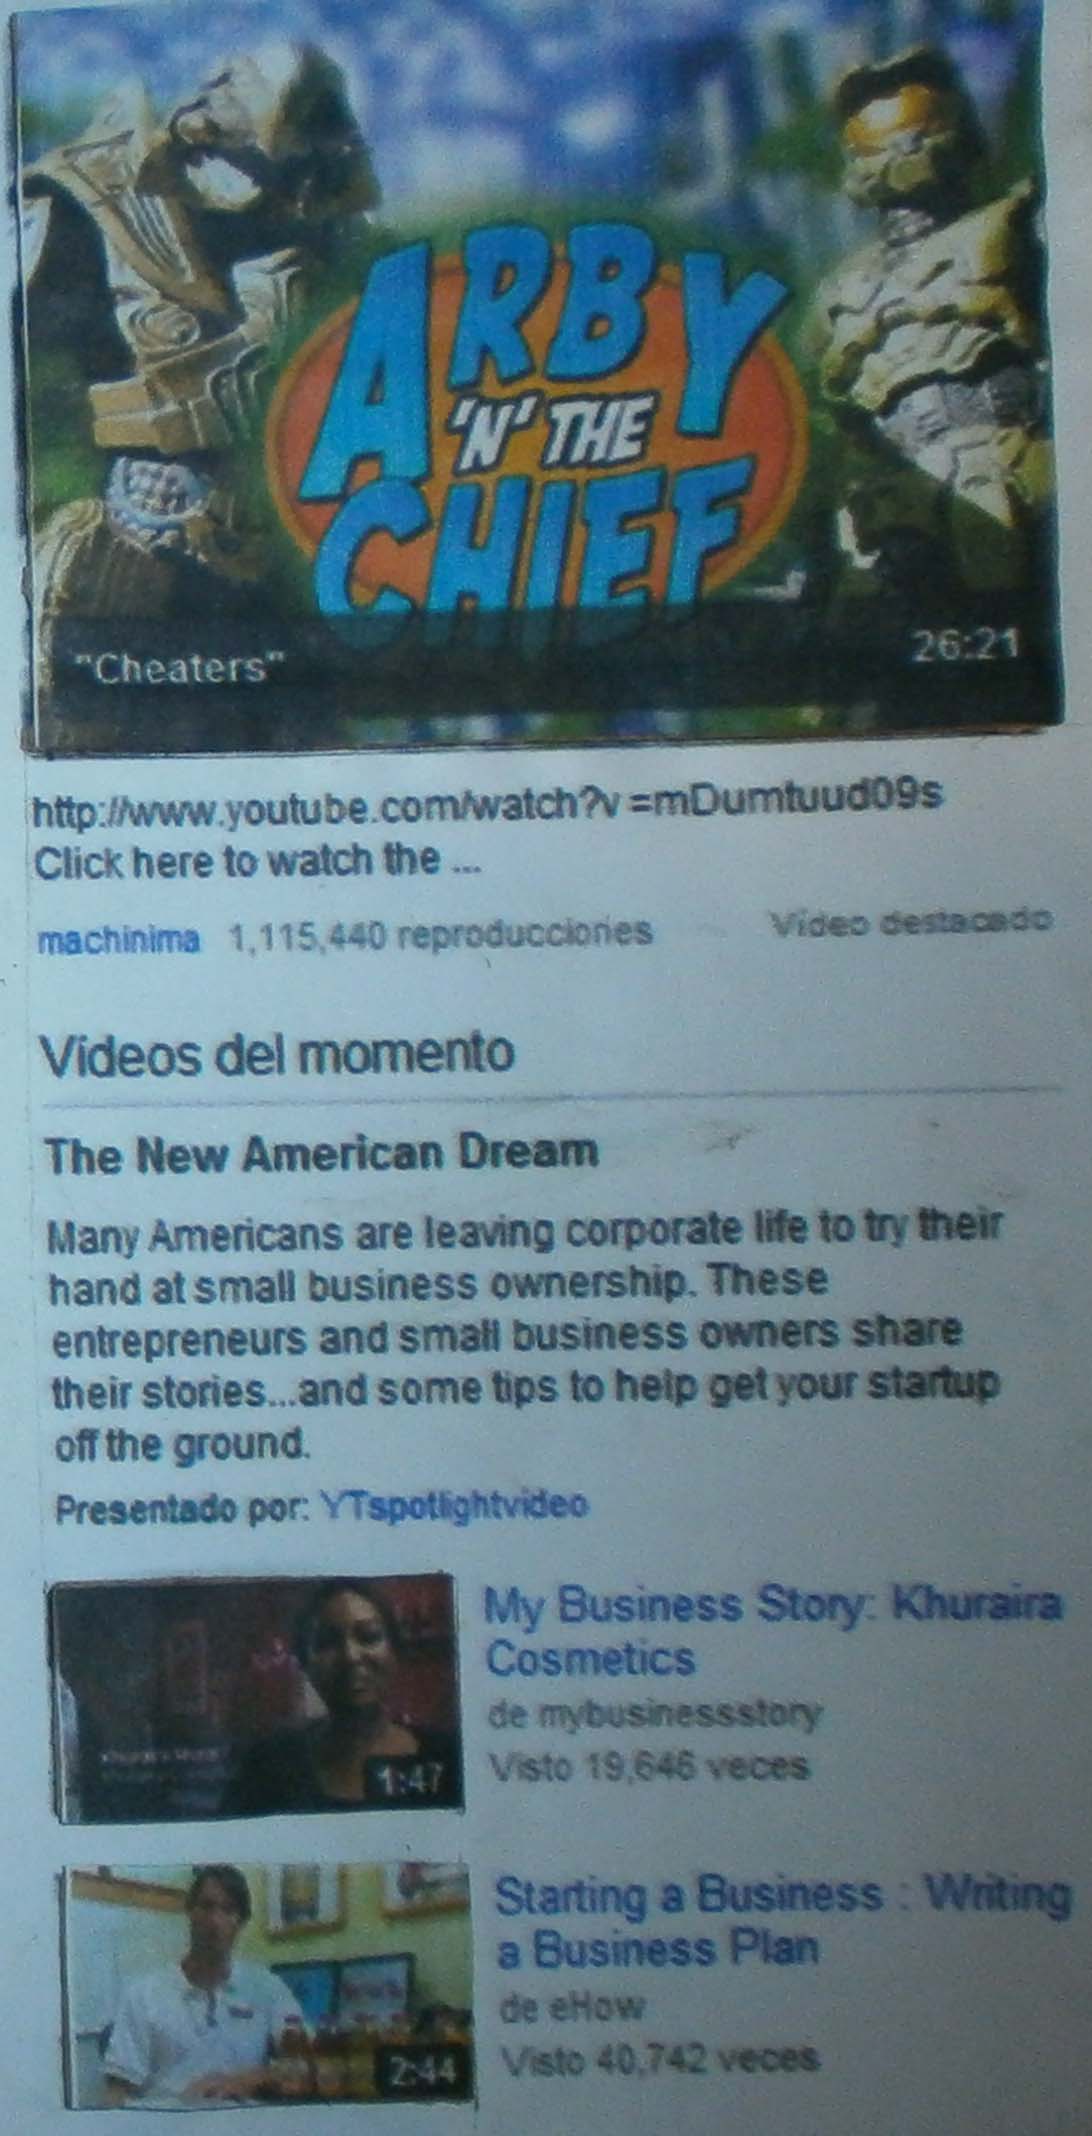 ARBY
'N' THE
CHIEF
"Cheaters"
26:21
http://www.youtube.com/watch?v=mDumtuud09s
Click here to watch the ...
machinima 1,115,440 reproducciones Vídeo destacado
Vídeos del momento
The New American Dream
Many Americans are leaving corporate life to try their
hand at small business ownership. These
entrepreneurs and small business owners share
their stories...and some tips to help get your startup
off the ground.
Presentado por: YTspotlightvideo
1:47
My Business Story: Khuraira
Cosmetics
de mybusinessstory
Visto 19,646 veces
2:44
Starting a Business : Writing
a Business Plan
de eHow
Visto 40,742 veces